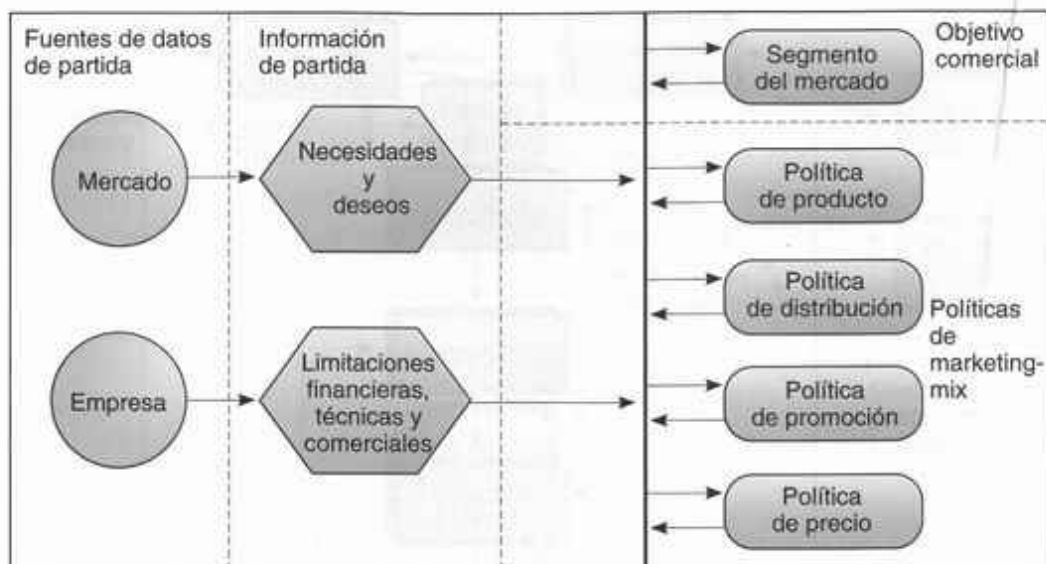 Fuentes de datos
de partida
Información
de partida
Mercado
Necesidades
y
deseos
Empresa
Limitaciones
financieras,
técnicas y
comerciales
Segmento
del mercado
Objetivo
comercial
Política
de producto
Política
de distribución
Política
de promoción
Política
de precio
Políticas
de
marketing-
mix